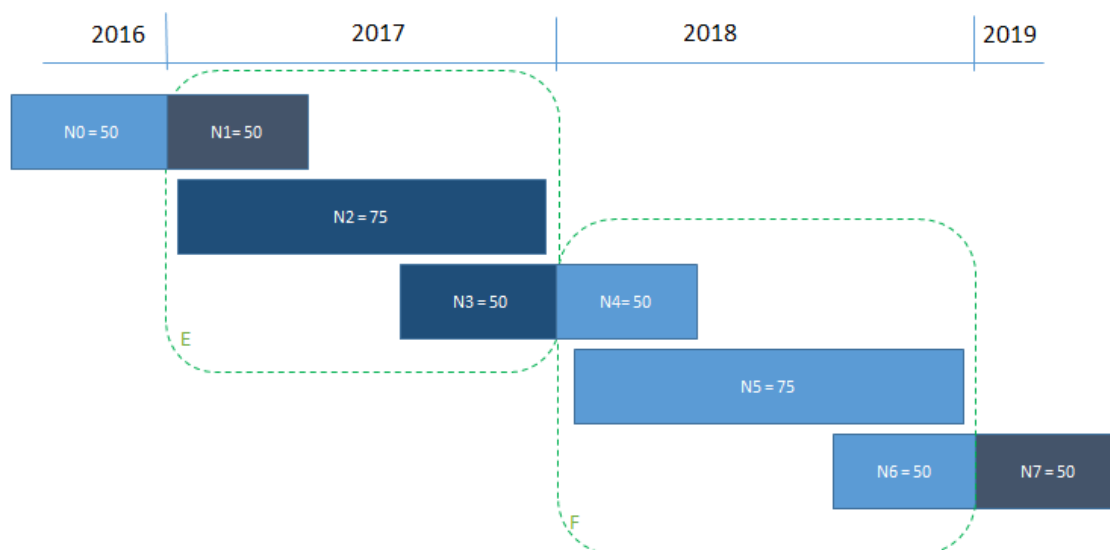 2016
2017
2018
2019
N0 = 50
N1= 50
N2 = 75
N3 = 50
N4= 50
E
N5 = 75
N6 = 50
N7 = 50
F